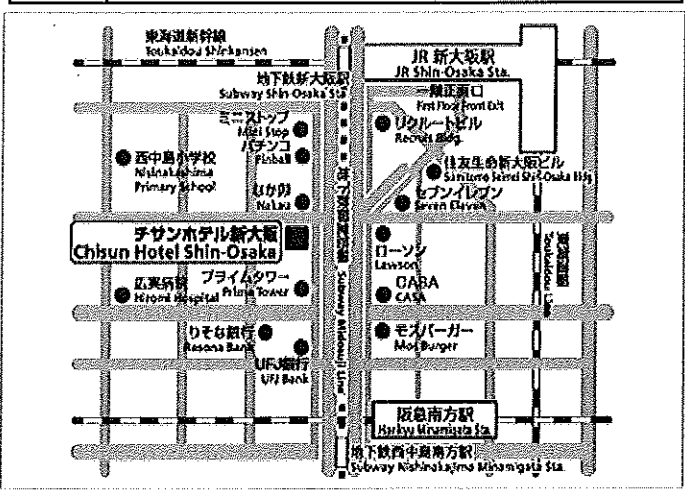 東海道新幹線
Toukaidou Shinkansen
JR 新大阪駅
JR Shin-Osaka Sta.
地下鉄新大阪駅
Subway Shin-Osaka Sta.
一階正面口
First Floor Front Exit
ミニストップ
Mini Stop
リクルートビル
Recruit Bldg.
パチンコ
Pinball
西中島小学校
Nishinakashima
Primary School
住友生命新大阪ビル
Sumitomo Seimei Shin-Osaka Bldg.
なか卯
Nakau
セブンイレブン
Seven Eleven
チサンホテル新大阪
Chisun Hotel Shin-Osaka
ローソン
Lawson
東海道線
Toukaidou Line
Subway Midousuji Line
広実病院
Hiromi Hospital
プライムタワー
Prime Tower
CASA
りそな銀行
Resona Bank
モスバーガー
Mos Burger
UFJ銀行
UFJ Bank
阪急南方駅
Hankyu Minamigata Sta.
地下鉄西中島南方駅
Subway Nishinakajima Minamigata Sta.